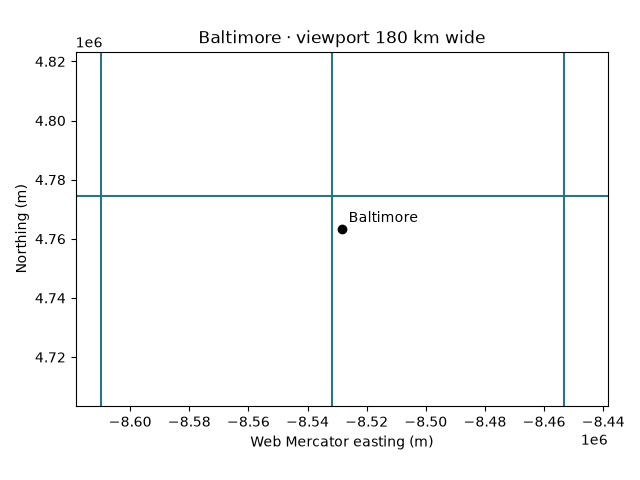 Baltimore · viewport 180 km wide
1e6
4.82
4.80
4.78
4.76
4.74
4.72
Northing (m)
Baltimore
−8.60 −8.58 −8.56 −8.54 −8.52 −8.50 −8.48 −8.46 −8.44
Web Mercator easting (m)
1e6